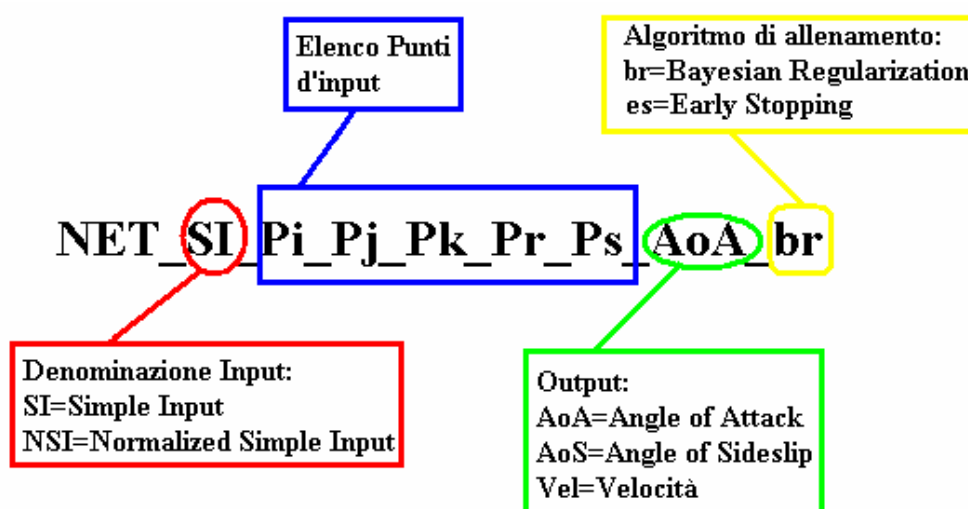 Elenco Punti
d'input
Algoritmo di allenamento:
br=Bayesian Regularization
es=Early Stopping
NET_SI_Pi_Pj_Pk_Pr_Ps_AoA_br
Denominazione Input:
SI=Simple Input
NSI=Normalized Simple Input
Output:
AoA=Angle of Attack
AoS=Angle of Sideslip
Vel=Velocità